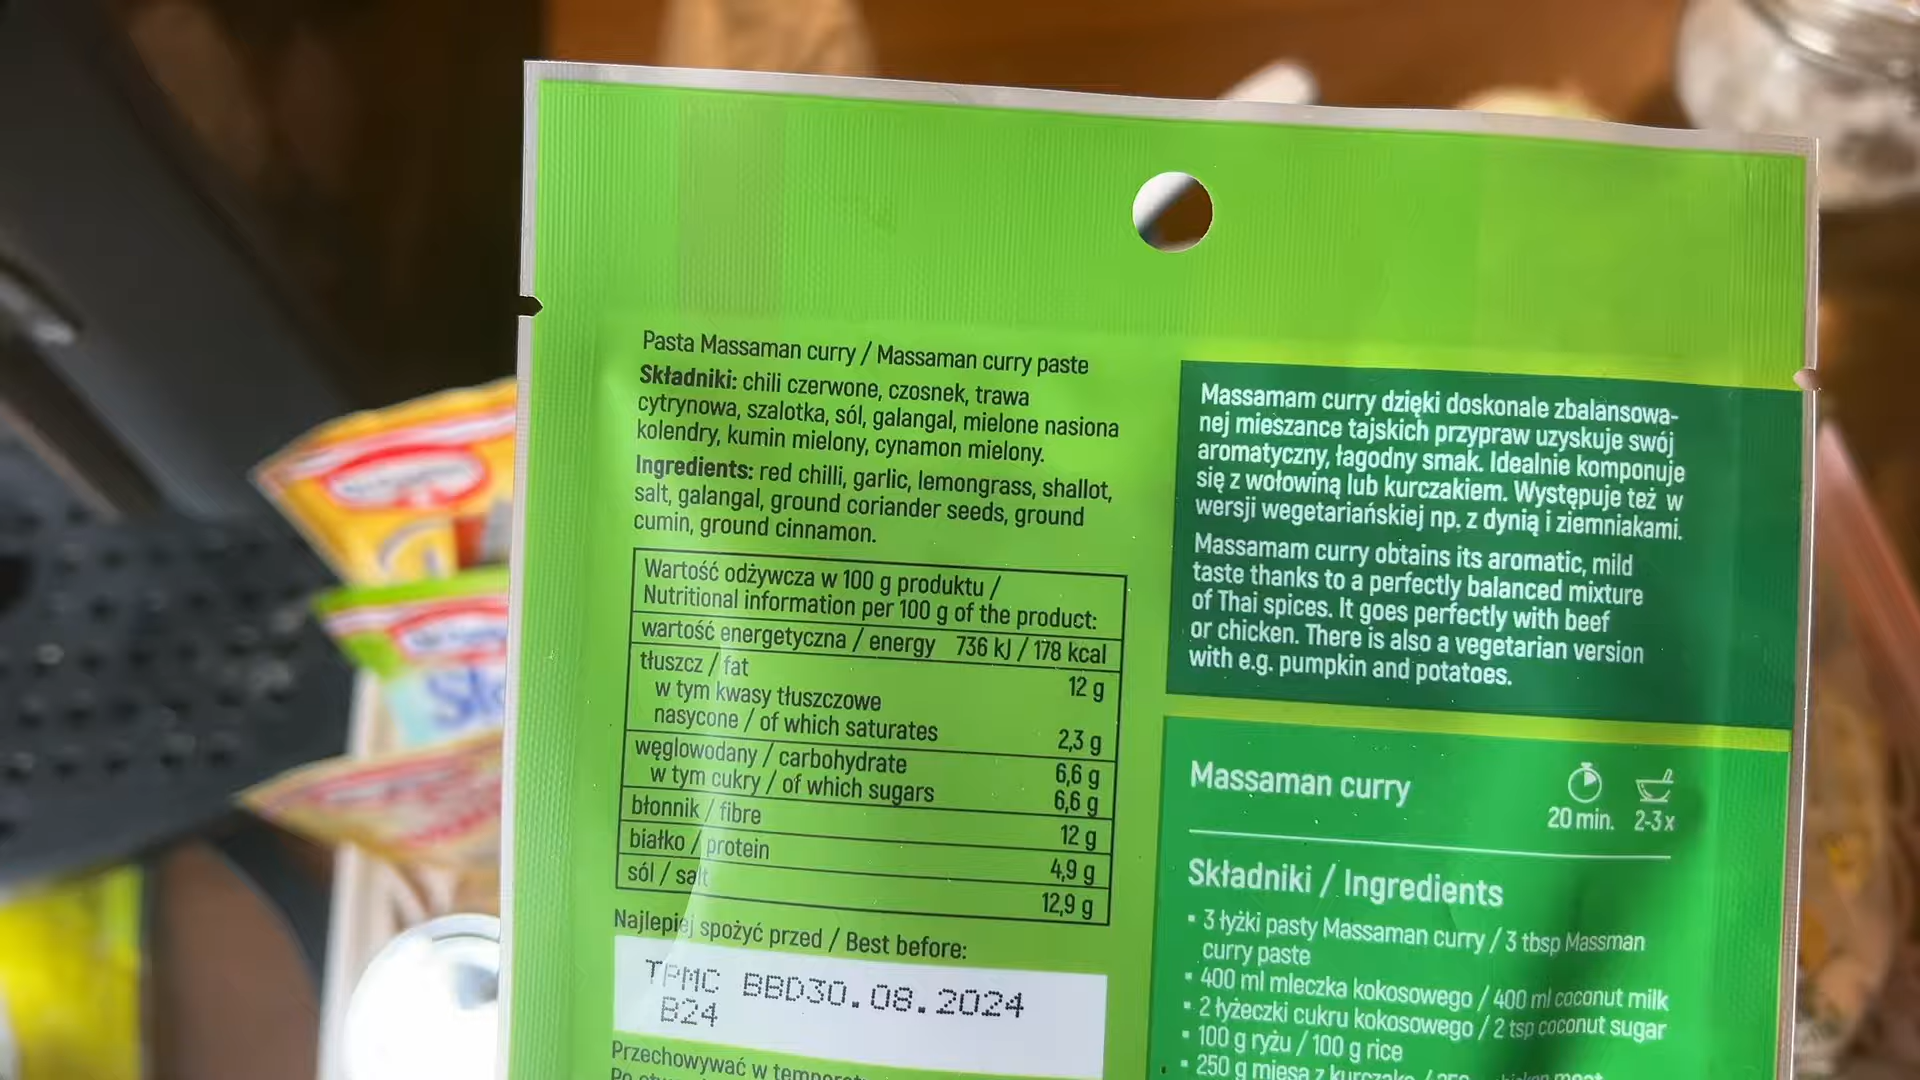 Pasta Massaman curry / Massaman curry paste
Składniki: chili czerwone, czosnek, trawa
cytrynowa, szalotka, sól, galangal, mielone nasiona
kolendry, kumin mielony, cynamon mielony.
Ingredients: red chilli, garlic, lemongrass, shallot,
salt, galangal, ground coriander seeds, ground
cumin, ground cinnamon.
Wartość odżywcza w 100 g produktu /
Nutritional information per 100 g of the product:
wartość energetyczna / energy 736 kJ / 178 kcal
tłuszcz / fat 12 g
w tym kwasy tłuszczowe
nasycone / of which saturates 2,3 g
węglowodany / carbohydrate 6,6 g
w tym cukry / of which sugars 6,6 g
błonnik / fibre 12 g
białko / protein 4,9 g
sól / salt 12,9 g
Najlepiej spożyć przed / Best before:
TPMC BBD30.08.2024
B24
Przechowywać w
Massamam curry dzięki doskonale zbalansowa-
nej mieszance tajskich przypraw uzyskuje swój
aromatyczny, łagodny smak. Idealnie komponuje
się z wołowiną lub kurczakiem. Występuje też w
wersji wegetariańskiej np. z dynią i ziemniakami.
Massamam curry obtains its aromatic, mild
taste thanks to a perfectly balanced mixture
of Thai spices. It goes perfectly with beef
or chicken. There is also a vegetarian version
with e.g. pumpkin and potatoes.
Massaman curry
20 min. 2-3x
Składniki / Ingredients
▪ 3 łyżki pasty Massaman curry / 3 tbsp Massman
curry paste
▪ 400 ml mleczka kokosowego / 400 ml coconut milk
▪ 2 łyżeczki cukru kokosowego / 2 tsp coconut sugar
▪ 100 g ryżu / 100 g rice
▪ 250 g mięsa z kurczaka /